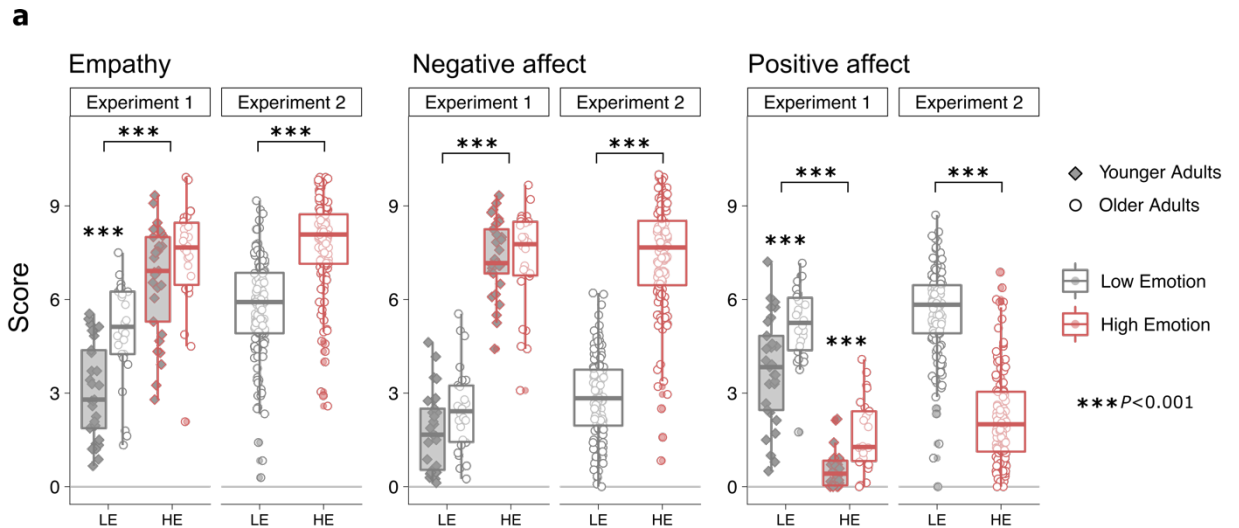 a
Empathy
Negative affect
Positive affect
Experiment 1
Experiment 2
Experiment 1
Experiment 2
Experiment 1
Experiment 2
***
***
***
***
***
***
***
***
***
Score
9
6
3
0
9
6
3
0
9
6
3
0
LE
HE
LE
HE
LE
HE
LE
HE
LE
HE
LE
HE
Younger Adults
Older Adults
Low Emotion
High Emotion
***P<0.001